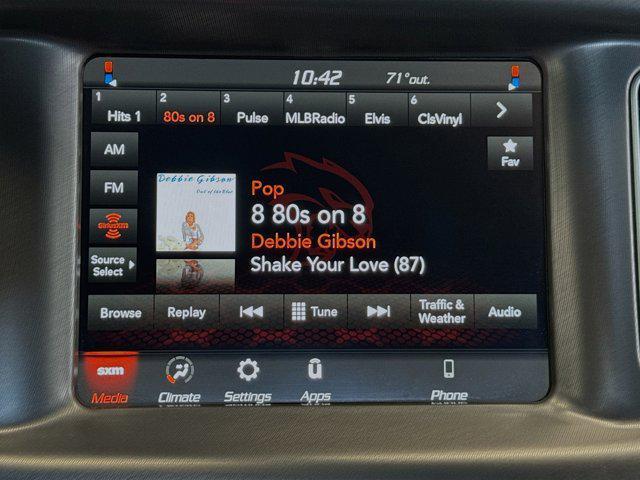 10:42 71°out.
1 Hits 1 2 80s on 8 3 Pulse 4 MLBRadio 5 Elvis 6 ClsVinyl
AM
Fav
FM
Debbie Gibson
Out of the Blue
Pop
8 80s on 8
SiriusXM
Debbie Gibson
Source
Select
Shake Your Love (87)
Browse Replay Tune Traffic &
Weather Audio
sxm
Media Climate Settings Apps Phone